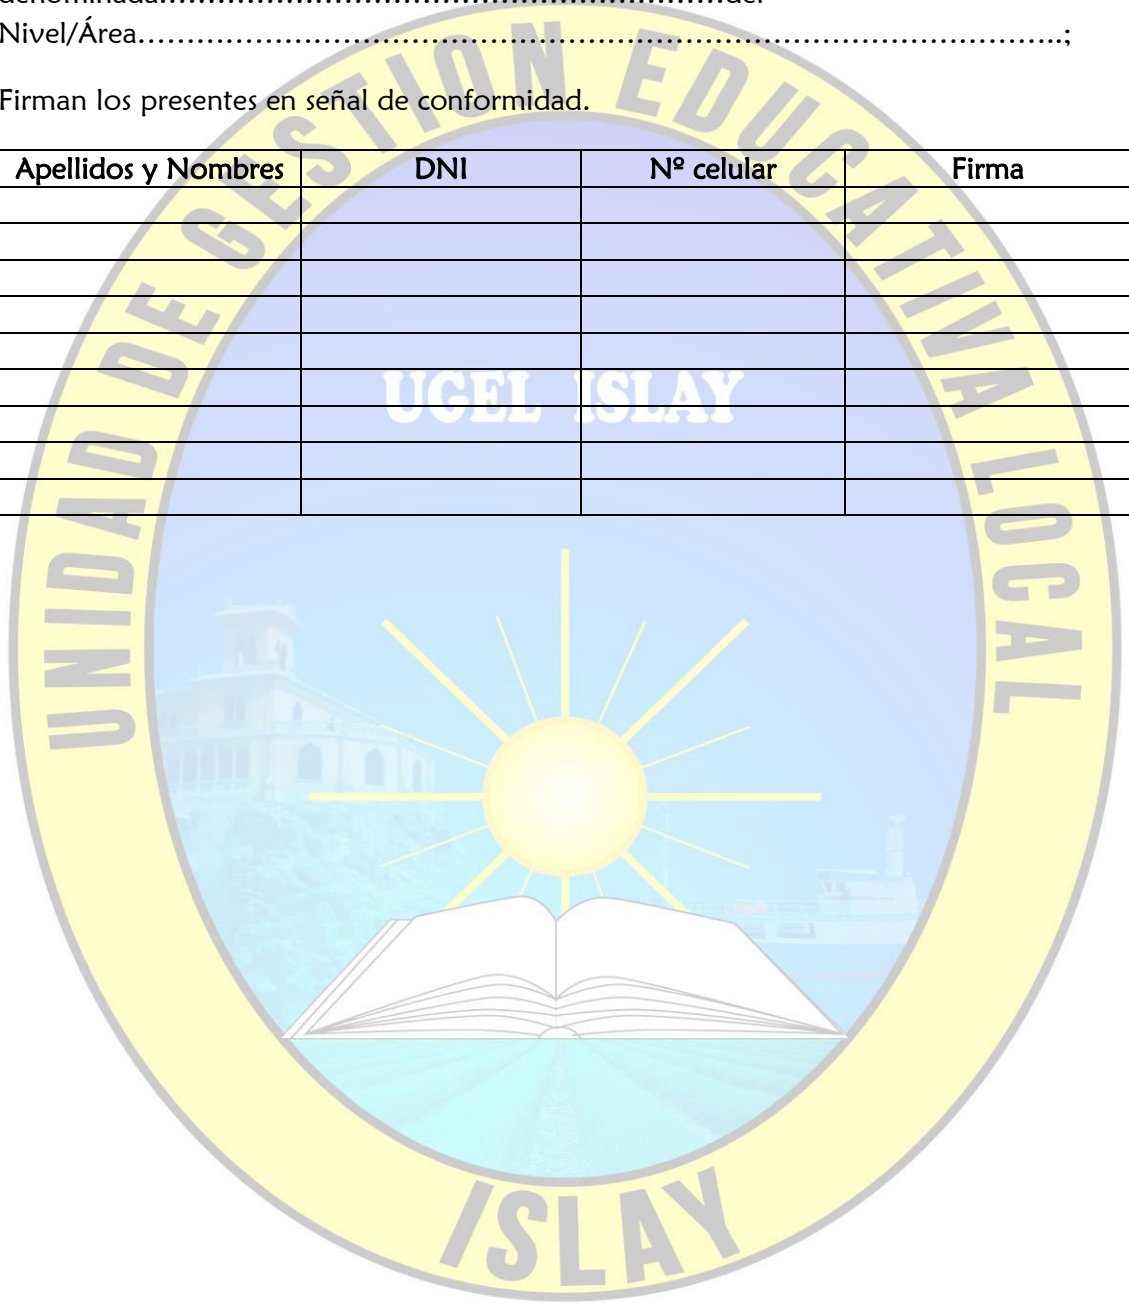 denominada……………………………………………………………del
Nivel/Área…………………………………………………………………………………..;
Firman los presentes en señal de conformidad.
Apellidos y Nombres DNI Nº celular Firma
UNIDAD DE GESTION EDUCATIVA LOCAL
UGEL ISLAY
ISLAY